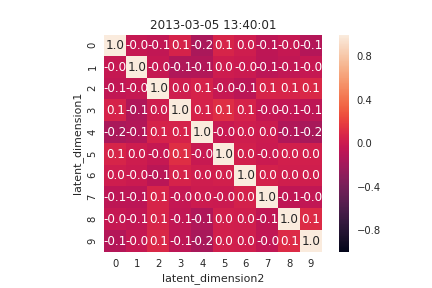 2013-03-05 13:40:01
latent_dimension1
0 1.0 -0.0 -0.1 0.1 -0.2 0.1 0.0 -0.1 -0.0 -0.1
1 -0.0 1.0 -0.0 -0.1 -0.1 0.0 -0.0 -0.1 -0.1 -0.0
2 -0.1 -0.0 1.0 0.0 0.1 -0.0 -0.1 0.1 0.1 0.1
3 0.1 -0.1 0.0 1.0 0.1 0.1 0.1 -0.0 -0.1 -0.1
4 -0.2 -0.1 0.1 0.1 1.0 -0.0 0.0 0.0 -0.1 -0.2
5 0.1 0.0 -0.0 0.1 -0.0 1.0 0.0 -0.0 0.0 0.0
6 0.0 -0.0 -0.1 0.1 0.0 0.0 1.0 0.0 0.0 0.0
7 -0.1 -0.1 0.1 -0.0 0.0 -0.0 0.0 1.0 -0.1 -0.0
8 -0.0 -0.1 0.1 -0.1 -0.1 0.0 0.0 -0.1 1.0 0.1
9 -0.1 -0.0 0.1 -0.1 -0.2 0.0 0.0 -0.0 0.1 1.0
0 1 2 3 4 5 6 7 8 9
latent_dimension2
0.8
0.4
0.0
−0.4
−0.8